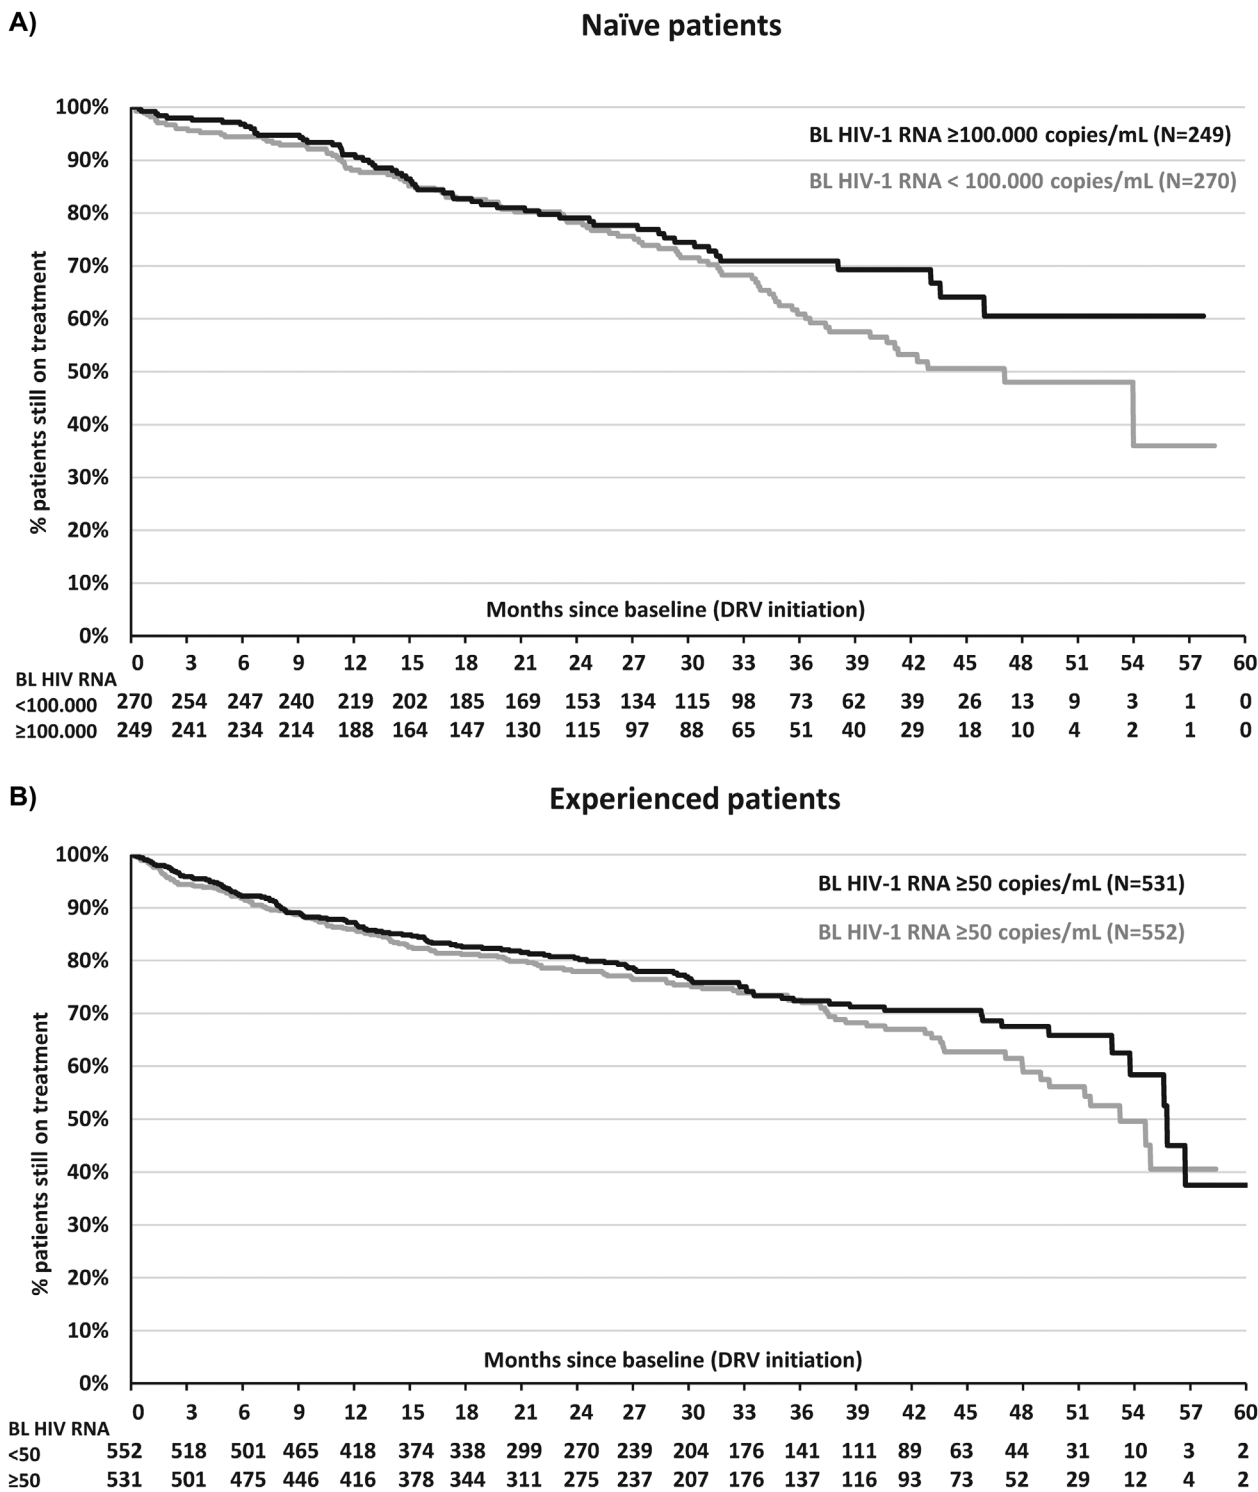 A)
Naïve patients
100%
90%
80%
70%
60%
50%
40%
30%
20%
10%
0%
% patients still on treatment
BL HIV-1 RNA ≥100.000 copies/mL (N=249)
BL HIV-1 RNA < 100.000 copies/mL (N=270)
Months since baseline (DRV initiation)
0 3 6 9 12 15 18 21 24 27 30 33 36 39 42 45 48 51 54 57 60
BL HIV RNA
<100.000 270 254 247 240 219 202 185 169 153 134 115 98 73 62 39 26 13 9 3 1 0
≥100.000 249 241 234 214 188 164 147 130 115 97 88 65 51 40 29 18 10 4 2 1 0
B)
Experienced patients
100%
90%
80%
70%
60%
50%
40%
30%
20%
10%
0%
% patients still on treatment
BL HIV-1 RNA ≥50 copies/mL (N=531)
BL HIV-1 RNA ≥50 copies/mL (N=552)
Months since baseline (DRV initiation)
0 3 6 9 12 15 18 21 24 27 30 33 36 39 42 45 48 51 54 57 60
BL HIV RNA
<50 552 518 501 465 418 374 338 299 270 239 204 176 141 111 89 63 44 31 10 3 2
≥50 531 501 475 446 416 378 344 311 275 237 207 176 137 116 93 73 52 29 12 4 2